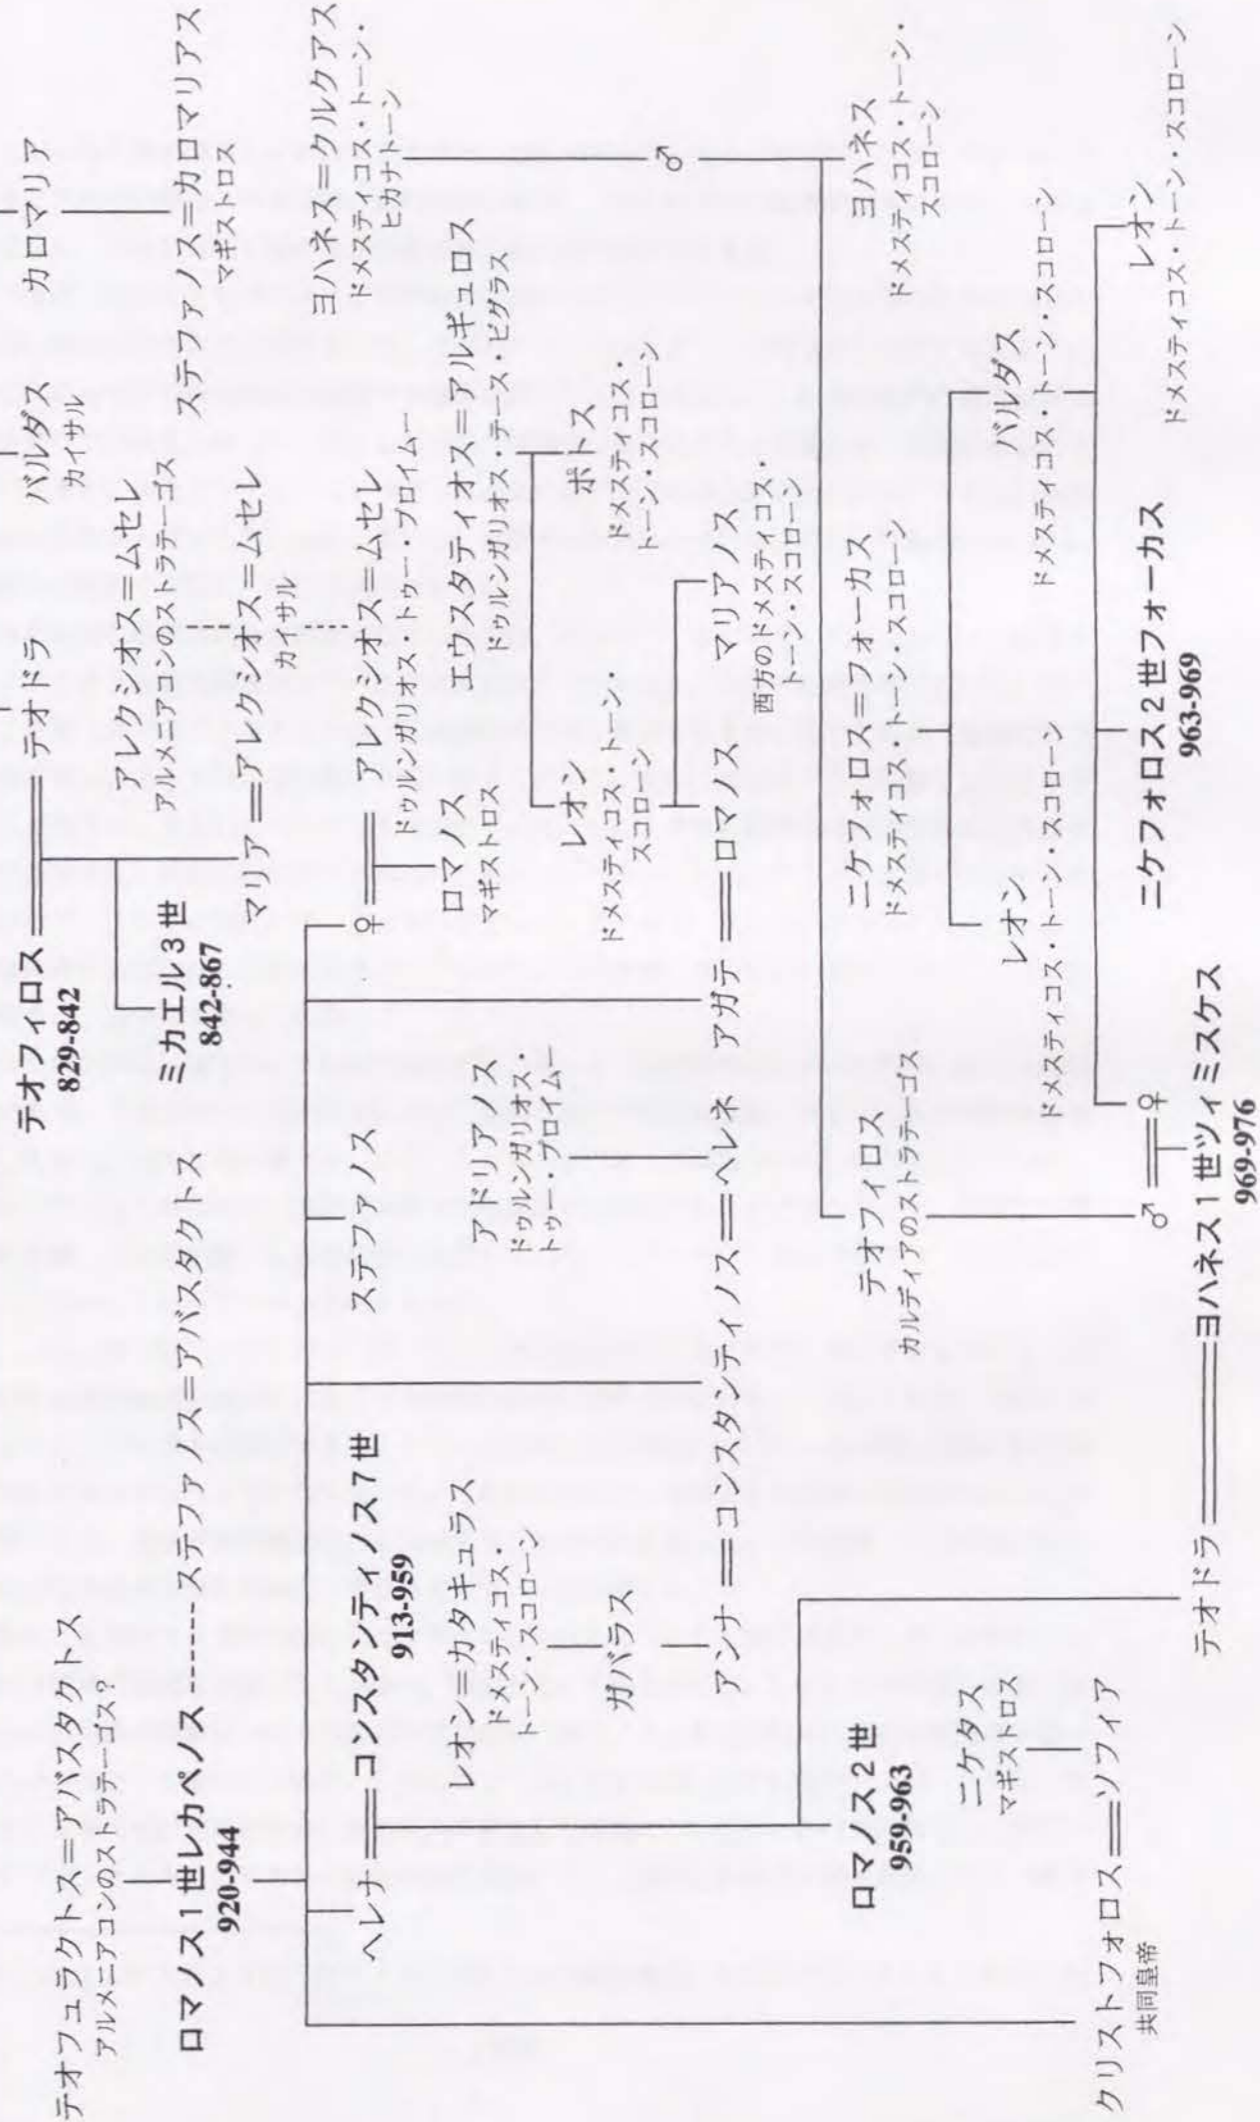 テオフュラクトス=アバスタクトス
アルメニアコンのストラテーゴス?
テオフィロス
829-842
テオドラ
バルダス
カイサル
カロマリア
ミカエル3世
842-867
アレクシオス=ムセレ
アルメニアコンのストラテーゴス
ロマノス1世レカペノス
920-944
ステファノス=アバスタクトス
マリア
アレクシオス=ムセレ
カイサル
ステファノス=カロマリアス
マギストロス
ヘレナ
コンスタンティノス7世
913-959
ステファノス
♀
アレクシオス=ムセレ
ドゥルンガリオス・トゥー・プロイムー
ヨハネス=クルクアス
ドメスティコス・トーン・
ヒカナトーン
レオン=カタキュラス
ドメスティコス・
トーン・スコローン
アドリアノス
ドゥルンガリオス・
トゥー・プロイムー
ロマノス
マギストロス
エウスタティオス=アルギュロス
ドゥルンガリオス・テース・ビグラス
ガバラス
レオン
ドメスティコス・トーン・
スコローン
ポトス
ドメスティコス・
トーン・スコローン
♂
アンナ
コンスタンティノス
ヘレネ
アガテ
ロマノス
マリアノス
西方のドメスティコス・
トーン・スコローン
ロマノス2世
959-963
テオフィロス
カルディアのストラテーゴス
ニケフォロス=フォーカス
ドメスティコス・トーン・スコローン
ヨハネス
ドメスティコス・トーン・
スコローン
ニケタス
マギストロス
レオン
ドメスティコス・トーン・スコローン
バルダス
ドメスティコス・トーン・スコローン
クリストフォロス
共同皇帝
ソフィア
♂
♀
ニケフォロス2世フォーカス
963-969
レオン
ドメスティコス・トーン・スコローン
テオドラ
ヨハネス1世ツィミスケス
969-976